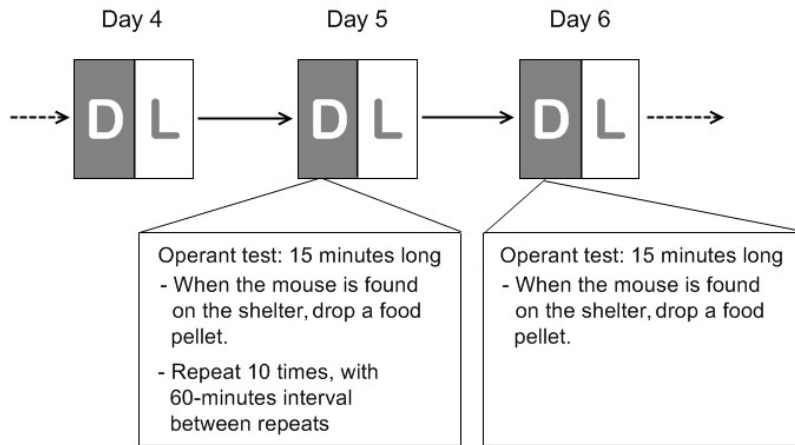 Day 4
Day 5
Day 6
D L
D L
D L
Operant test: 15 minutes long
- When the mouse is found
on the shelter, drop a food
pellet.
- Repeat 10 times, with
60-minutes interval
between repeats
Operant test: 15 minutes long
- When the mouse is found
on the shelter, drop a food
pellet.